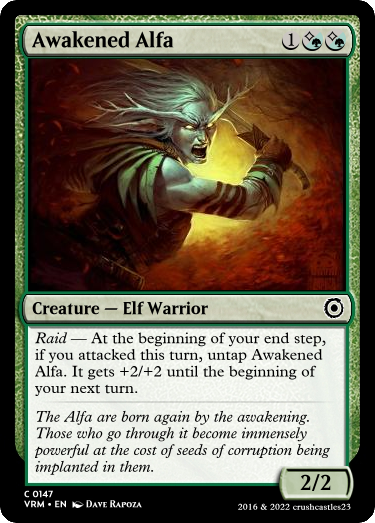 Awakened Alfa 1
Creature — Elf Warrior
Raid — At the beginning of your end step,
if you attacked this turn, untap Awakened
Alfa. It gets +2/+2 until the beginning of
your next turn.
The Alfa are born again by the awakening.
Those who go through it become immensely
powerful at the cost of seeds of corruption being
implanted in them.
2/2
C 0147
VRM • EN Dave Rapoza
2016 & 2022 crushcastles23